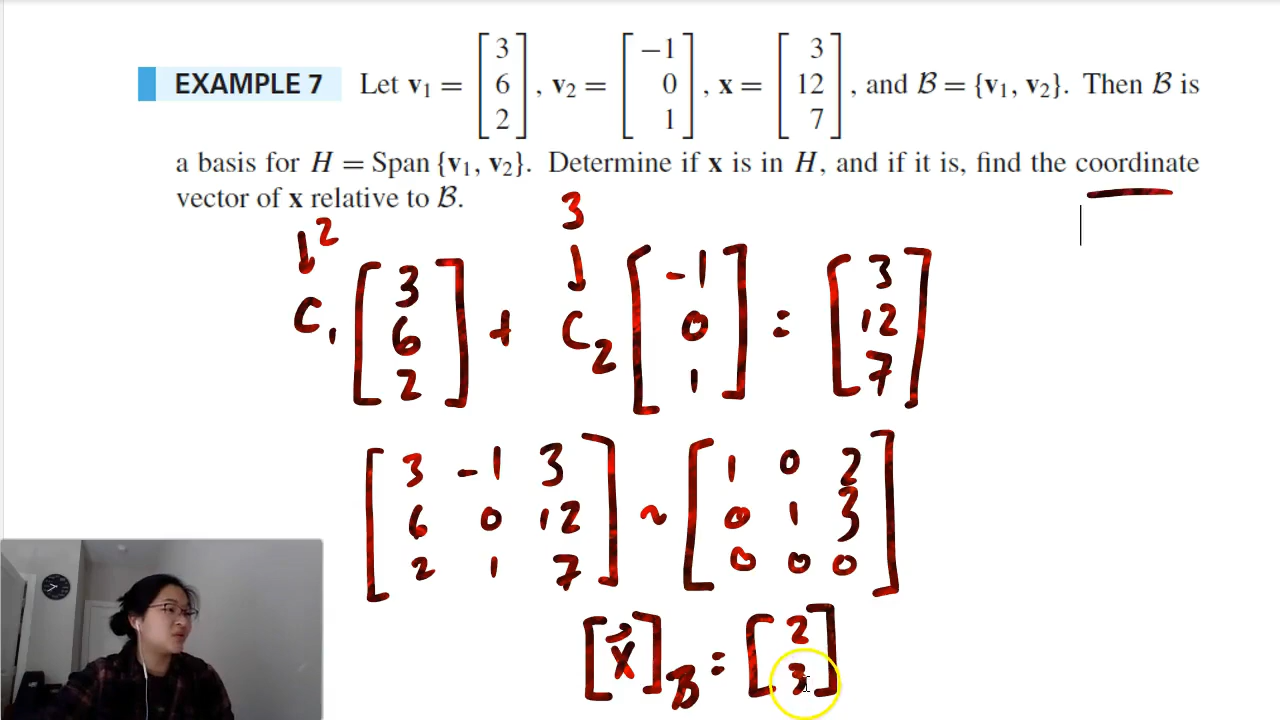 EXAMPLE 7 Let v₁ = [3 6 2], v₂ = [−1 0 1], x = [3 12 7], and B = {v₁, v₂}. Then B is
a basis for H = Span {v₁, v₂}. Determine if x is in H, and if it is, find the coordinate
vector of x relative to B.
↓ 2 3 ↓
C₁ [3 6 2] + C₂ [-1 0 1] = [3 12 7]
[3 -1 3
6 0 12
2 1 7] ~ [1 0 2
0 1 3
0 0 0]
[x⃗]B = [2 3]